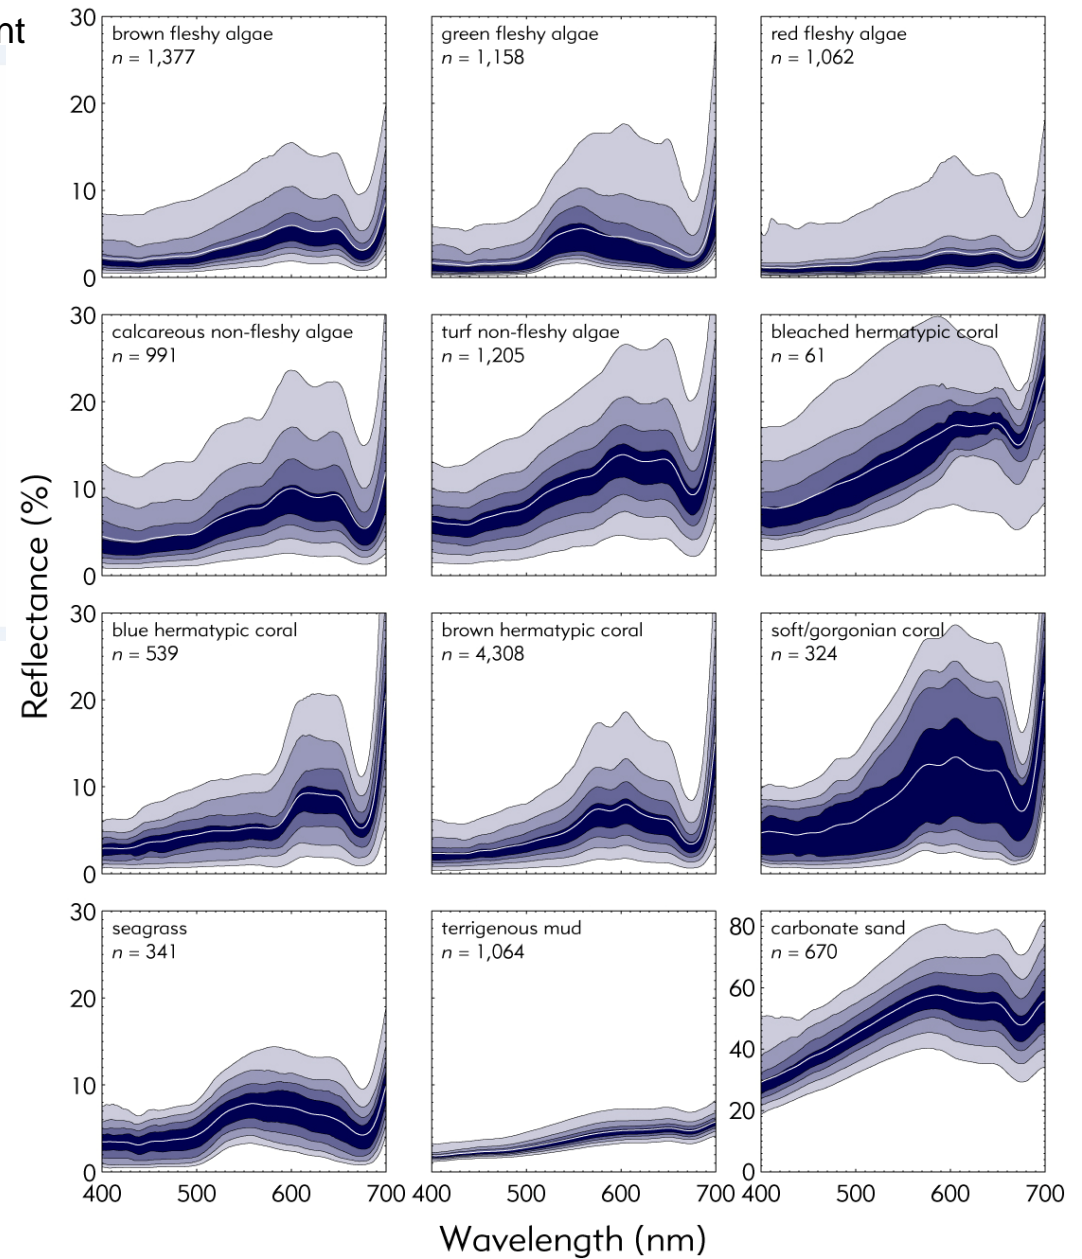 nt
brown fleshy algae
n = 1,377
green fleshy algae
n = 1,158
red fleshy algae
n = 1,062
30
20
10
0
calcareous non-fleshy algae
n = 991
turf non-fleshy algae
n = 1,205
bleached hermatypic coral
n = 61
30
20
10
0
Reflectance (%)
blue hermatypic coral
n = 539
brown hermatypic coral
n = 4,308
soft/gorgonian coral
n = 324
30
20
10
0
seagrass
n = 341
terrigenous mud
n = 1,064
carbonate sand
n = 670
30
20
10
0
80
60
40
20
0
400 500 600 700 400 500 600 700 400 500 600 700
Wavelength (nm)